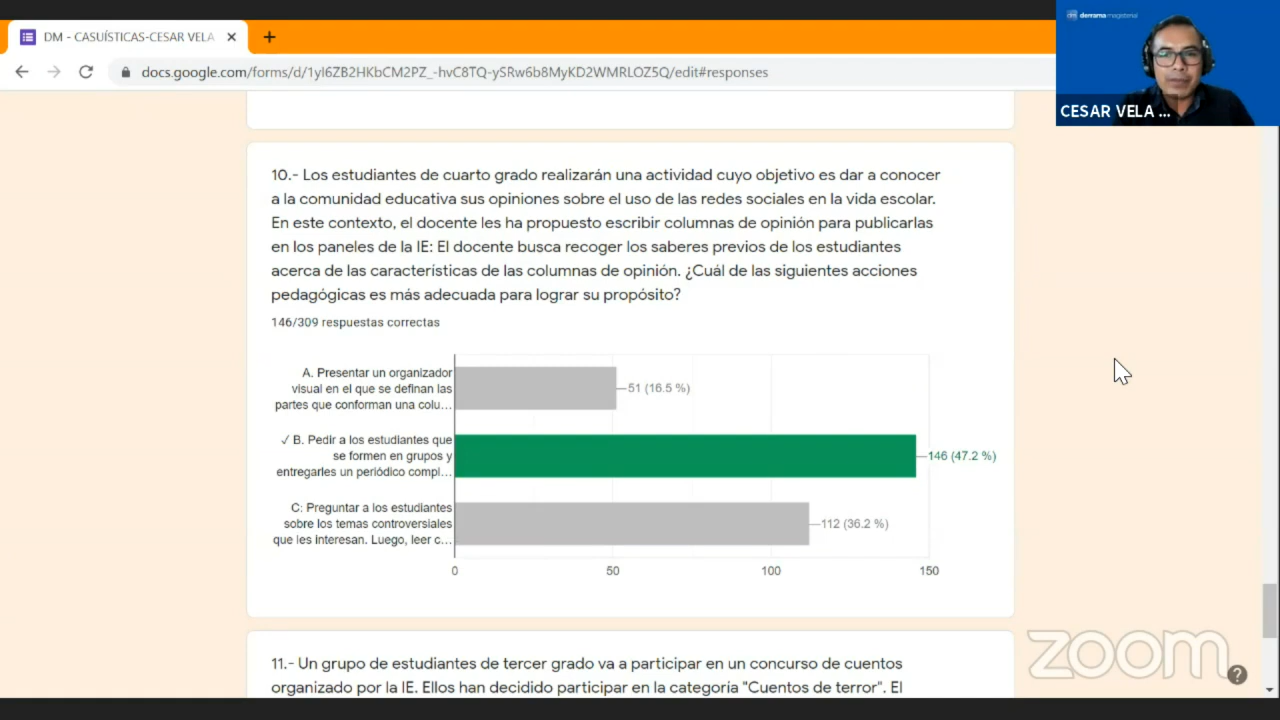 DM - CASUÍSTICAS-CESAR VELA
docs.google.com/forms/d/1yI6ZB2HKbCM2PZ_-hvC8TQ-ySRw6b8MyKD2WMRLOZ5Q/edit#responses
derrama magisterial
CESAR VELA ...
10.- Los estudiantes de cuarto grado realizarán una actividad cuyo objetivo es dar a conocer
a la comunidad educativa sus opiniones sobre el uso de las redes sociales en la vida escolar.
En este contexto, el docente les ha propuesto escribir columnas de opinión para publicarlas
en los paneles de la IE: El docente busca recoger los saberes previos de los estudiantes
acerca de las características de las columnas de opinión. ¿Cuál de las siguientes acciones
pedagógicas es más adecuada para lograr su propósito?
146/309 respuestas correctas
A. Presentar un organizador
visual en el que se definan las
partes que conforman una colu...
51 (16.5 %)
✓ B. Pedir a los estudiantes que
se formen en grupos y
entregarles un periódico compl...
146 (47.2 %)
C: Preguntar a los estudiantes
sobre los temas controversiales
que les interesan. Luego, leer c...
112 (36.2 %)
0 50 100 150
11.- Un grupo de estudiantes de tercer grado va a participar en un concurso de cuentos
organizado por la IE. Ellos han decidido participar en la categoría "Cuentos de terror". El
zoom